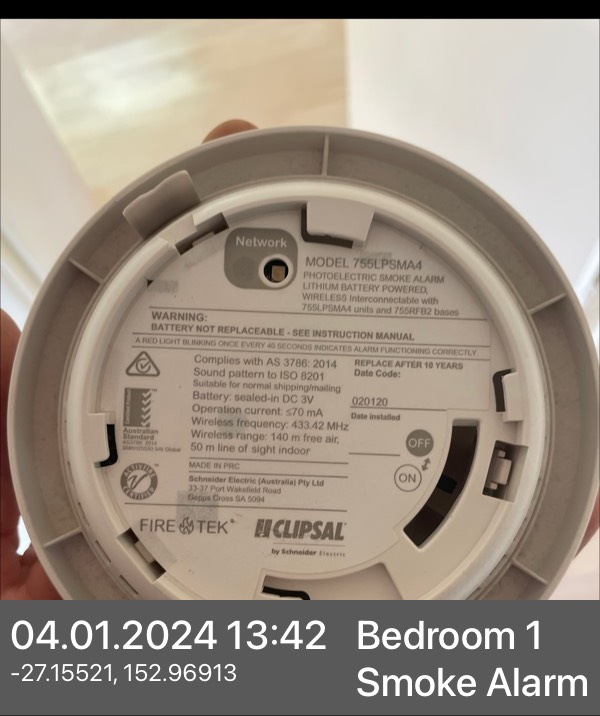 Network
MODEL 755LPSMA4
PHOTOELECTRIC SMOKE ALARM
LITHIUM BATTERY POWERED,
WIRELESS Interconnectable with
755LPSMA4 units and 755RFB2 bases
WARNING:
BATTERY NOT REPLACEABLE - SEE INSTRUCTION MANUAL
A RED LIGHT BLINKING ONCE EVERY 40 SECONDS INDICATES ALARM FUNCTIONING CORRECTLY
Complies with AS 3786: 2014
Sound pattern to ISO 8201
Suitable for normal shipping/mailing
Battery: sealed-in DC 3V
Operation current: ≤70 mA
Wireless frequency: 433.42 MHz
Wireless range: 140 m free air,
50 m line of sight indoor
REPLACE AFTER 10 YEARS
Date Code:
020120
Date installed
OFF
ON
Australian
Standard
MADE IN PRC
Schneider Electric (Australia) Pty Ltd
33-37 Port Wakefield Road
Gepps Cross SA 5094
FIRETEK
CLIPSAL
by Schneider Electric
04.01.2024 13:42
-27.15521, 152.96913
Bedroom 1
Smoke Alarm